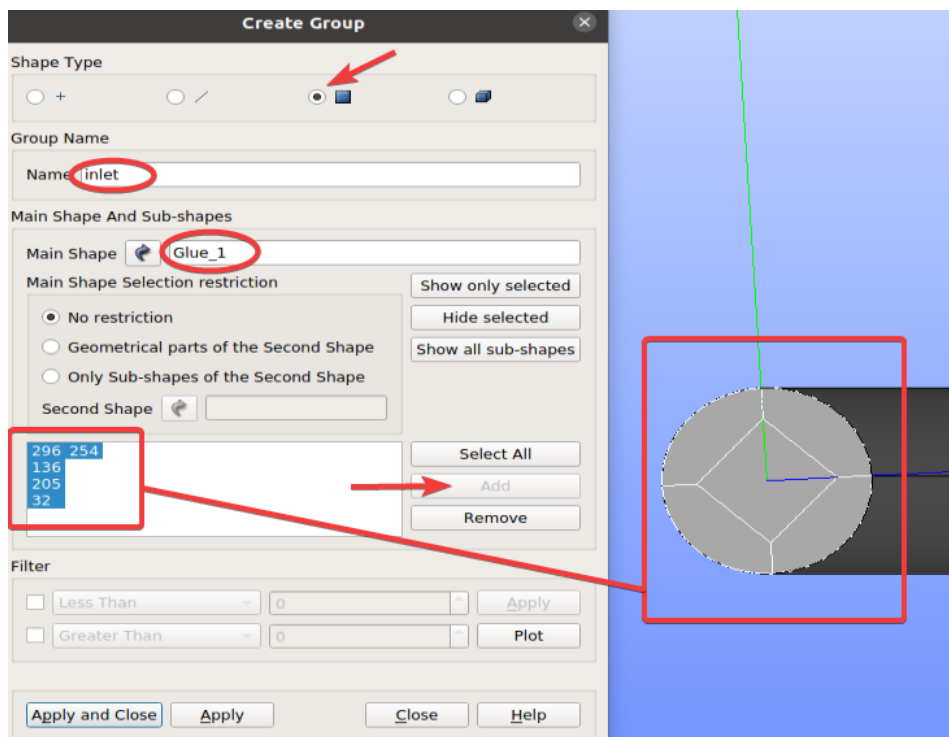 Create Group
Shape Type
Group Name
Name inlet
Main Shape And Sub-shapes
Main Shape Glue_1
Main Shape Selection restriction
No restriction
Geometrical parts of the Second Shape
Only Sub-shapes of the Second Shape
Second Shape
Show only selected
Hide selected
Show all sub-shapes
296 254
136
205
32
Select All
Add
Remove
Filter
Less Than 0 Apply
Greater Than 0 Plot
Apply and Close Apply Close Help